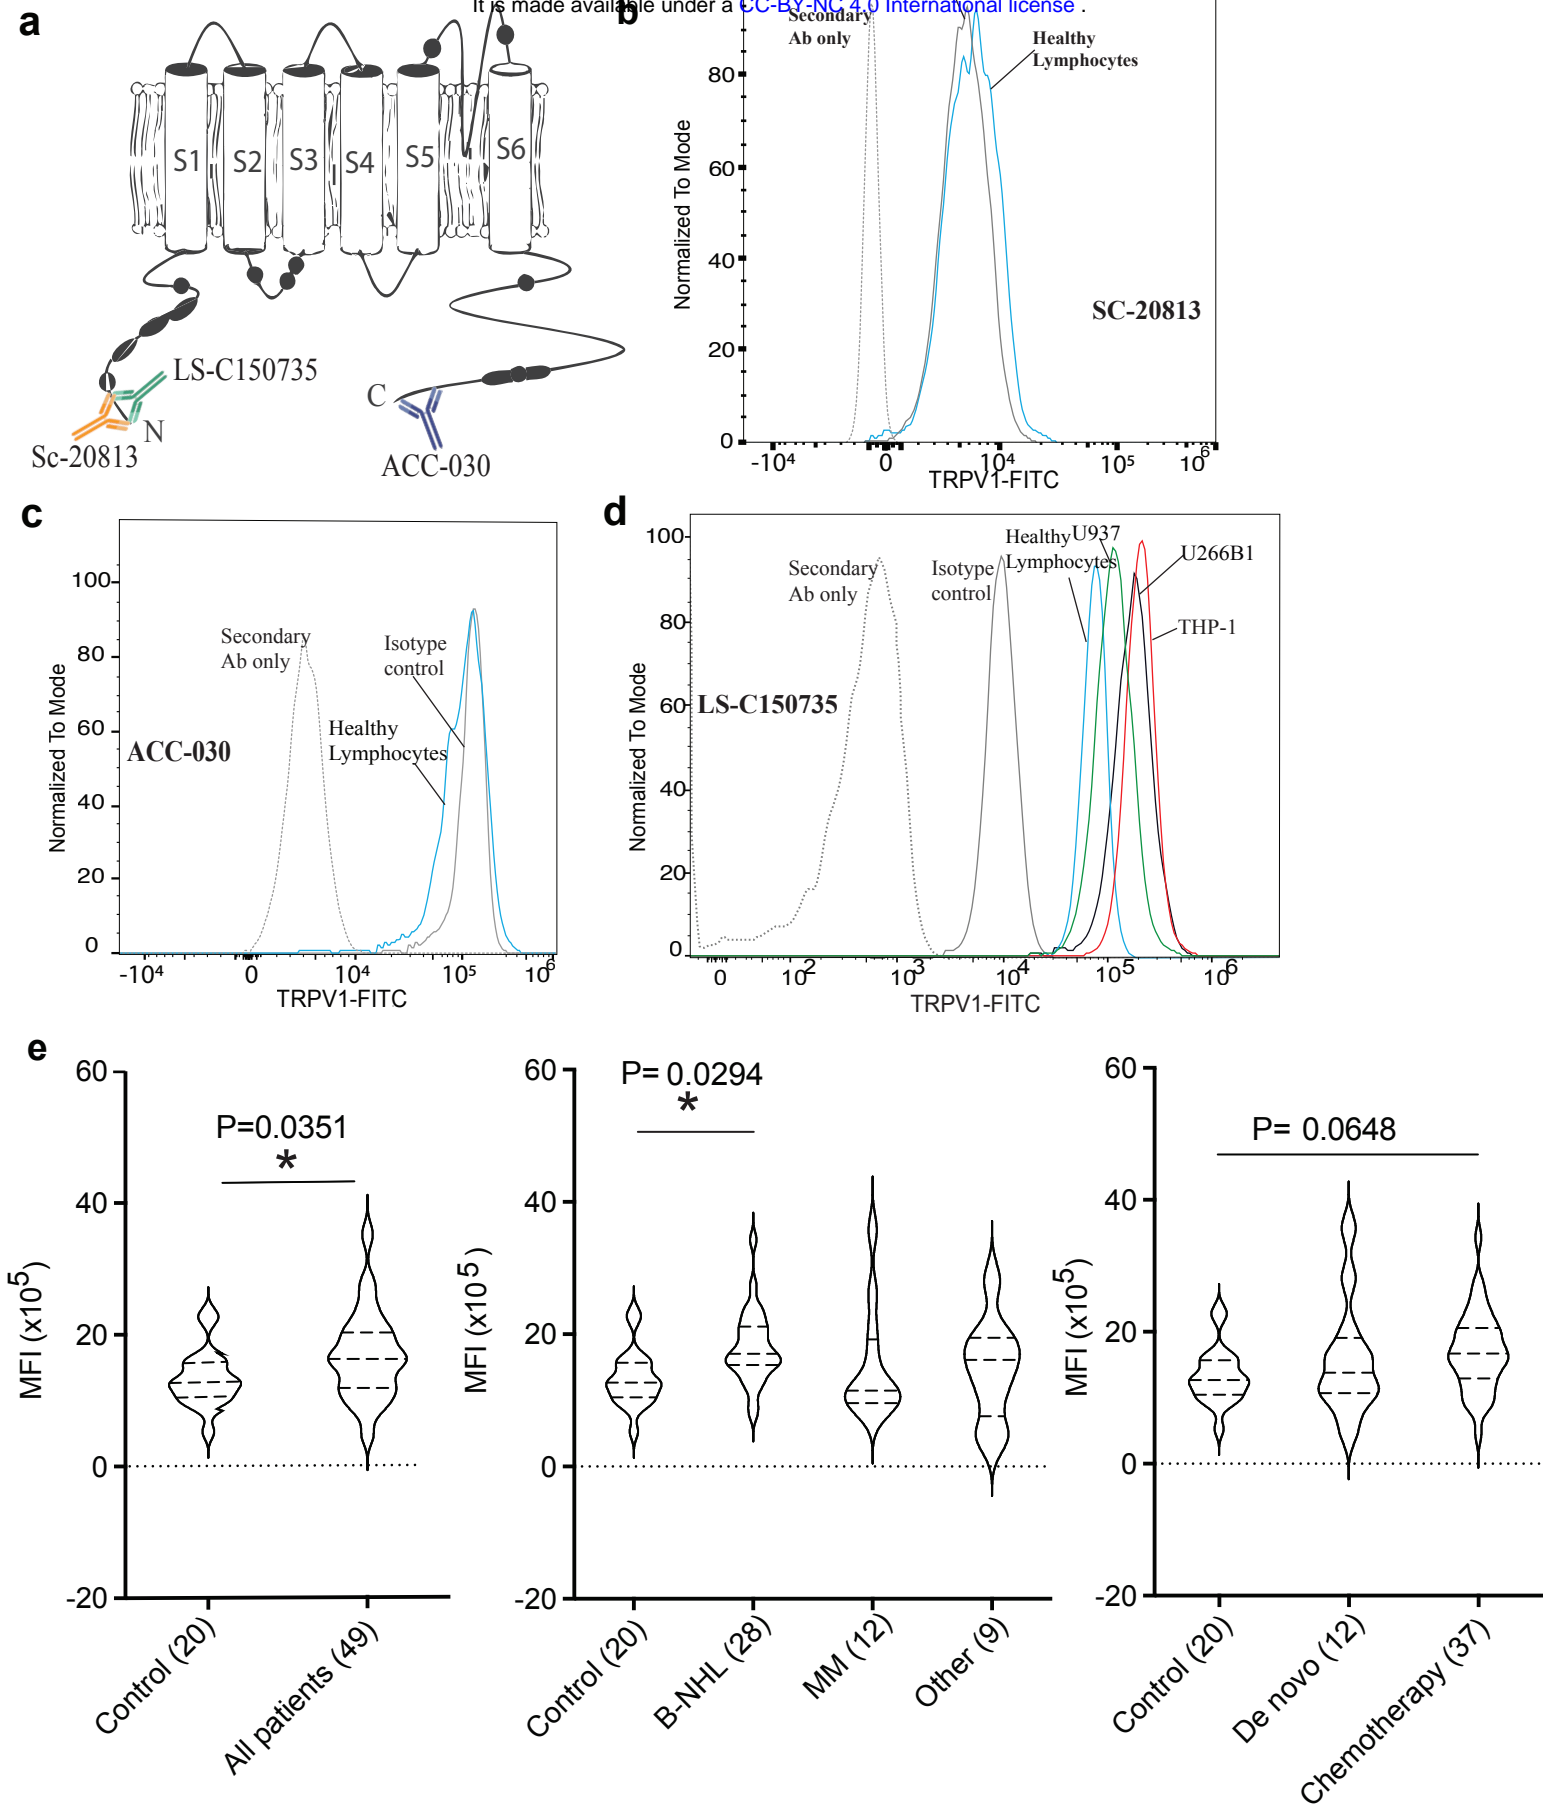 It is made available under a CC-BY-NC 4.0 International license .
a
S1
S2
S3
S4
S5
S6
LS-C150735
N
Sc-20813
C
ACC-030
b
Secondary
Ab only
Healthy
Lymphocytes
SC-20813
Normalized To Mode
80
60
40
20
0
-10⁴
0
10⁴
10⁵
10⁶
TRPV1-FITC
c
100
80
60
40
20
0
Normalized To Mode
Secondary
Ab only
Isotype
control
Healthy
Lymphocytes
ACC-030
-10⁴
0
10⁴
10⁵
10⁶
TRPV1-FITC
d
100
80
60
40
20
0
Normalized To Mode
Secondary
Ab only
Isotype
control
Healthy
Lymphocytes
U937
U266B1
THP-1
LS-C150735
0
10²
10³
10⁴
10⁵
10⁶
TRPV1-FITC
e
60
40
20
0
-20
MFI (x10⁵)
P=0.0351
*
Control (20)
All patients (49)
60
40
20
0
-20
MFI (x10⁵)
P= 0.0294
*
Control (20)
B-NHL (28)
MM (12)
Other (9)
60
40
20
0
-20
MFI (x10⁵)
P= 0.0648
Control (20)
De novo (12)
Chemotherapy (37)